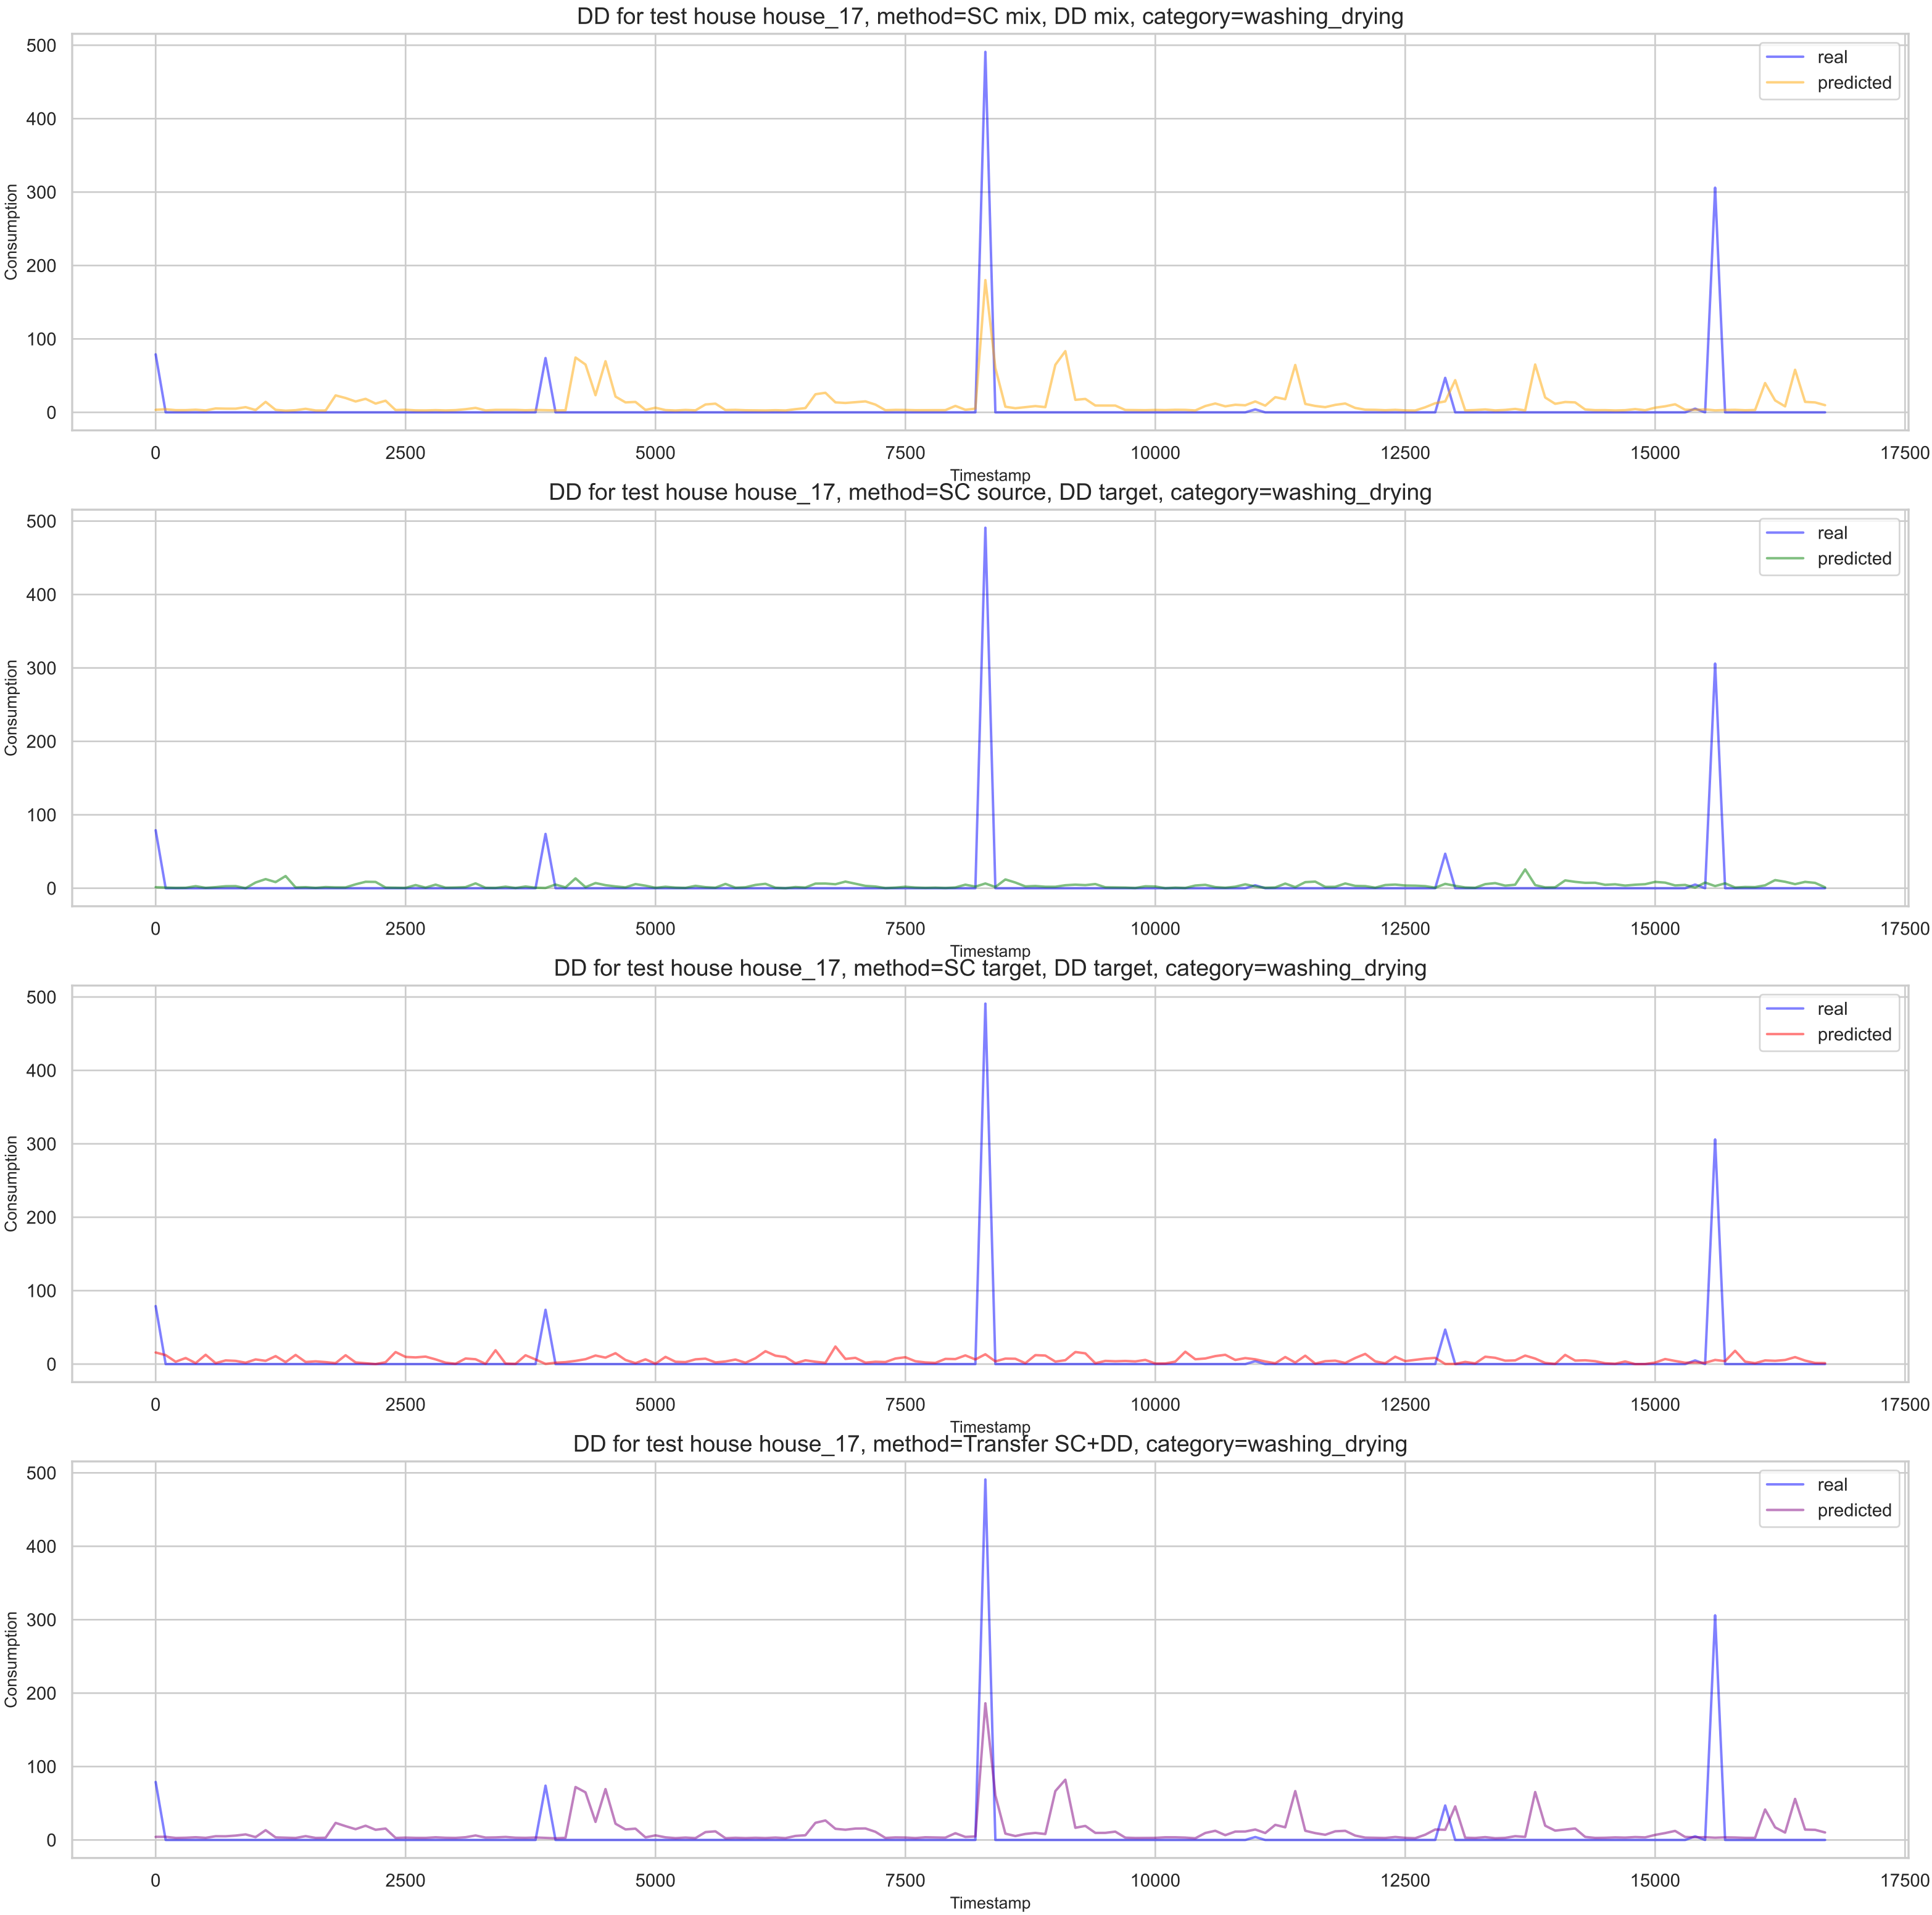 DD for test house house_17, method=SC mix, DD mix, category=washing_drying
500
400
300
200
100
0
Consumption
real
predicted
0 2500 5000 7500 10000 12500 15000 17500
Timestamp
DD for test house house_17, method=SC source, DD target, category=washing_drying
500
400
300
200
100
0
Consumption
real
predicted
0 2500 5000 7500 10000 12500 15000 17500
Timestamp
DD for test house house_17, method=SC target, DD target, category=washing_drying
500
400
300
200
100
0
Consumption
real
predicted
0 2500 5000 7500 10000 12500 15000 17500
Timestamp
DD for test house house_17, method=Transfer SC+DD, category=washing_drying
500
400
300
200
100
0
Consumption
real
predicted
0 2500 5000 7500 10000 12500 15000 17500
Timestamp